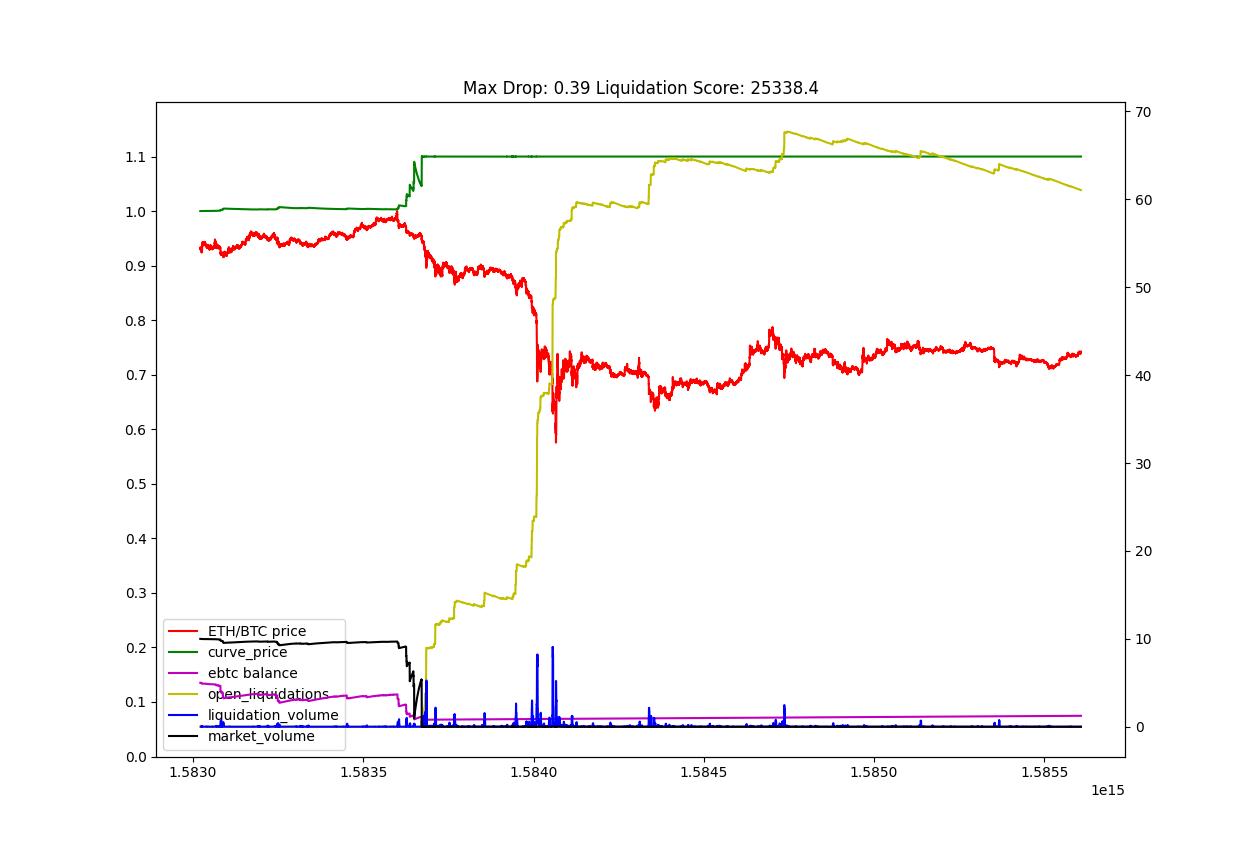 Max Drop: 0.39 Liquidation Score: 25338.4
1.1
1.0
0.9
0.8
0.7
0.6
0.5
0.4
0.3
0.2
0.1
0.0
70
60
50
40
30
20
10
0
ETH/BTC price
curve_price
ebtc balance
open_liquidations
liquidation_volume
market_volume
1.5830 1.5835 1.5840 1.5845 1.5850 1.5855
1e15